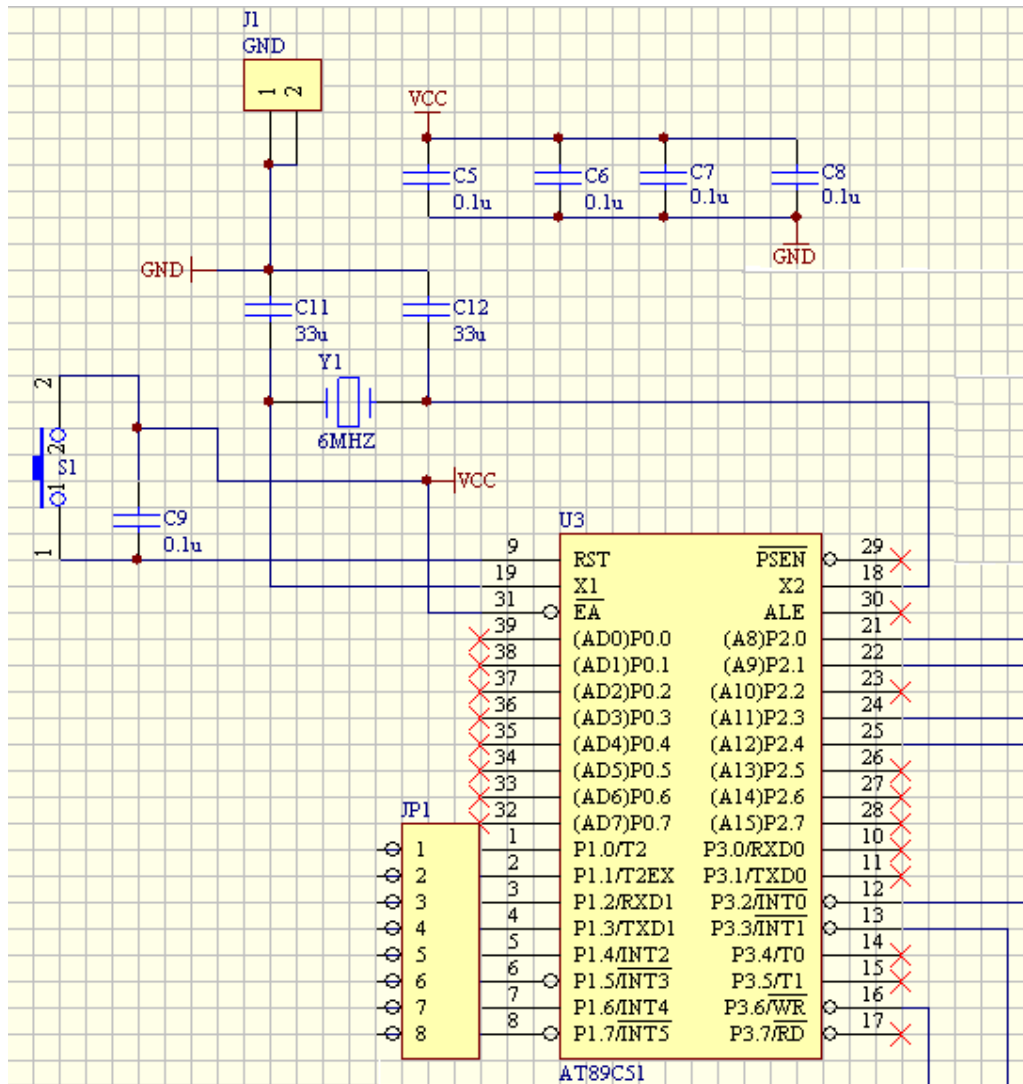 J1
GND
1 2
VCC
C5
0.1u
C6
0.1u
C7
0.1u
C8
0.1u
GND
GND
C11
33u
C12
33u
Y1
6MHZ
2
2
S1
1
1
C9
0.1u
VCC
U3
9 RST PSEN 29
19 X1 X2 18
31 EA ALE 30
39 (AD0)P0.0 (A8)P2.0 21
38 (AD1)P0.1 (A9)P2.1 22
37 (AD2)P0.2 (A10)P2.2 23
36 (AD3)P0.3 (A11)P2.3 24
35 (AD4)P0.4 (A12)P2.4 25
34 (AD5)P0.5 (A13)P2.5 26
33 (AD6)P0.6 (A14)P2.6 27
32 (AD7)P0.7 (A15)P2.7 28
JP1
1 1 P1.0/T2 P3.0/RXD0 10
2 2 P1.1/T2EX P3.1/TXD0 11
3 3 P1.2/RXD1 P3.2/INT0 12
4 4 P1.3/TXD1 P3.3/INT1 13
5 5 P1.4/INT2 P3.4/T0 14
6 6 P1.5/INT3 P3.5/T1 15
7 7 P1.6/INT4 P3.6/WR 16
8 8 P1.7/INT5 P3.7/RD 17
AT89C51